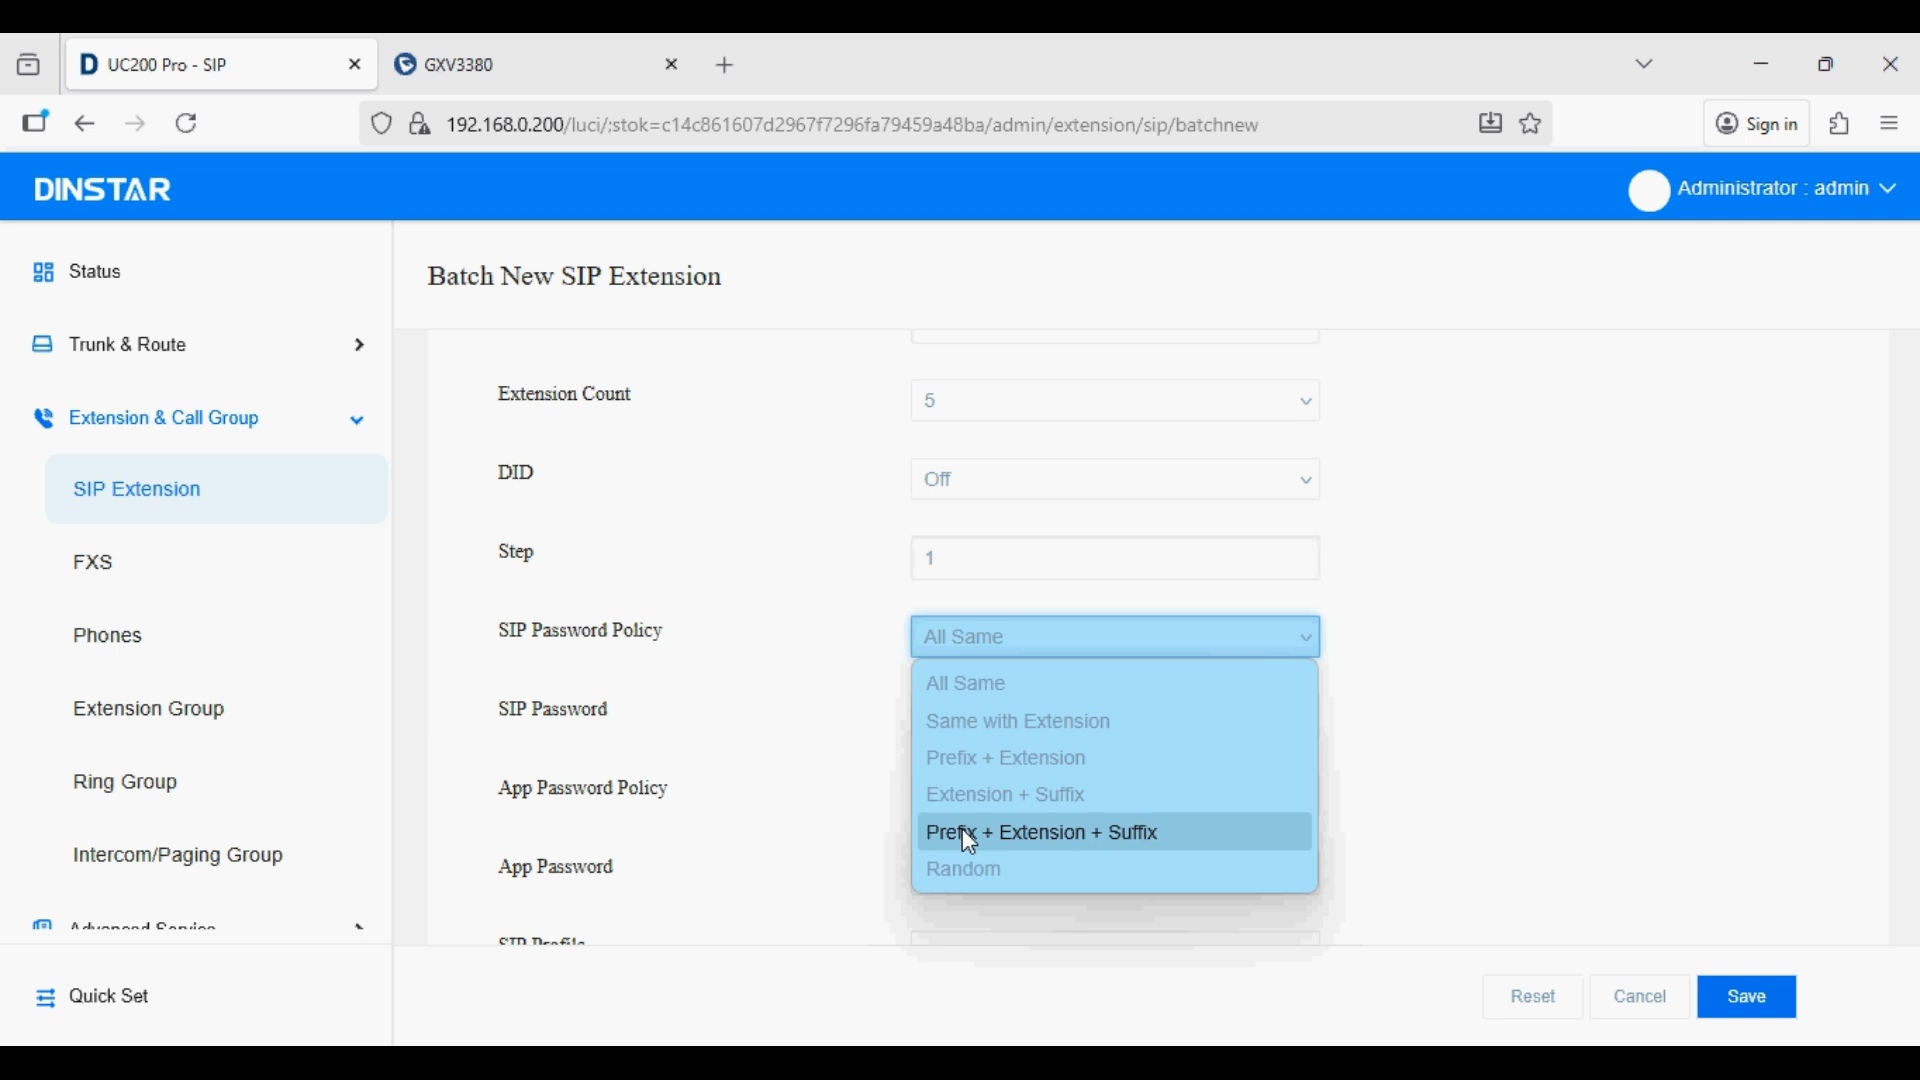 UC200 Pro - SIP
GXV3380
192.168.0.200/luci/;stok=c14c861607d2967f7296fa79459a48ba/admin/extension/sip/batchnew
Sign in
DINSTAR
Administrator : admin
Status
Trunk & Route
Extension & Call Group
SIP Extension
FXS
Phones
Extension Group
Ring Group
Intercom/Paging Group
Advanced Service
Quick Set
Batch New SIP Extension
Extension Count
5
DID
Off
Step
1
SIP Password Policy
All Same
All Same
Same with Extension
Prefix + Extension
Extension + Suffix
Prefix + Extension + Suffix
Random
SIP Password
App Password Policy
App Password
SIP Profile
Reset
Cancel
Save